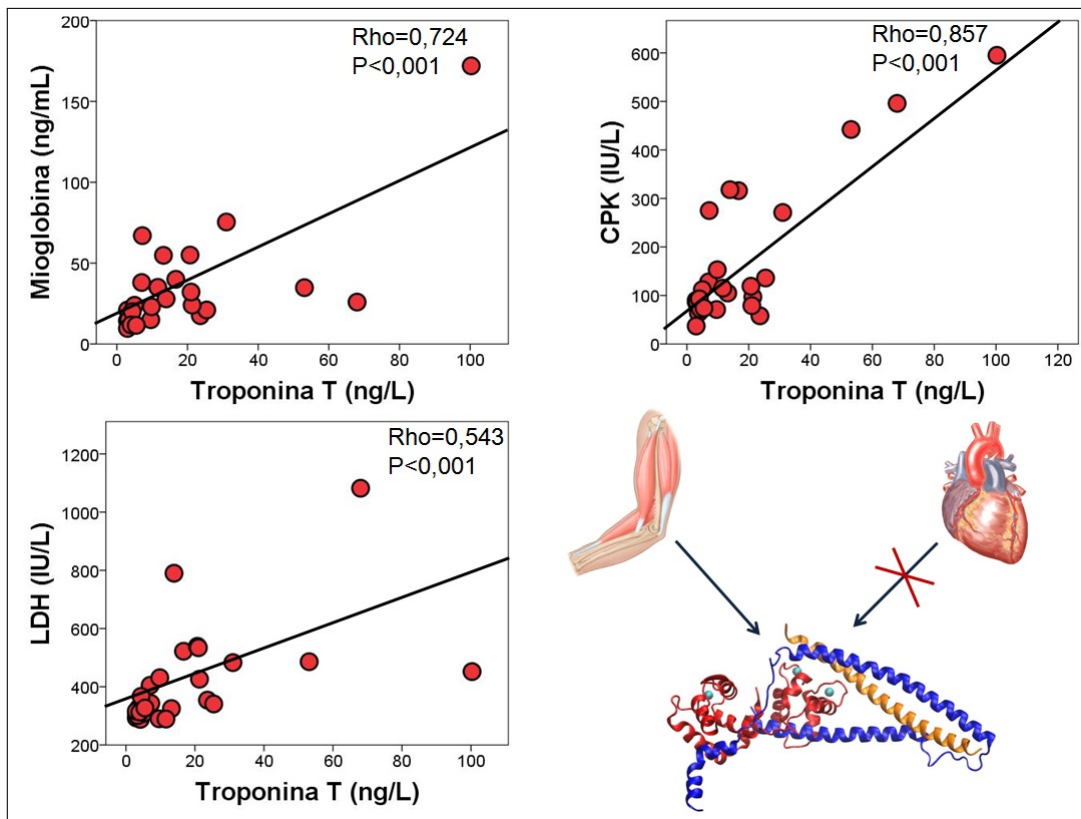 Rho=0,724
P<0,001
Mioglobina (ng/mL)
200
150
100
50
0
0 20 40 60 80 100
Troponina T (ng/L)
Rho=0,857
P<0,001
CPK (IU/L)
600
500
400
300
200
100
0
0 20 40 60 80 100 120
Troponina T (ng/L)
Rho=0,543
P<0,001
LDH (IU/L)
1200
1000
800
600
400
200
0 20 40 60 80 100
Troponina T (ng/L)